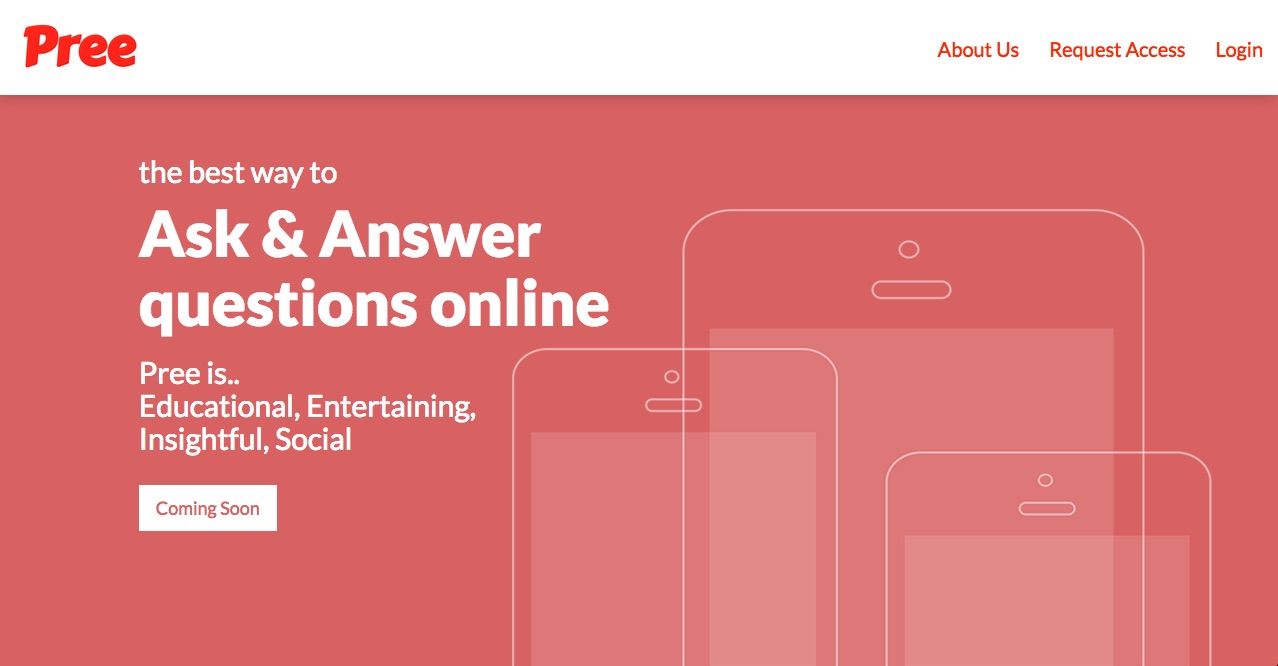 Pree
About Us Request Access Login
the best way to
Ask & Answer
questions online
Pree is..
Educational, Entertaining,
Insightful, Social
Coming Soon